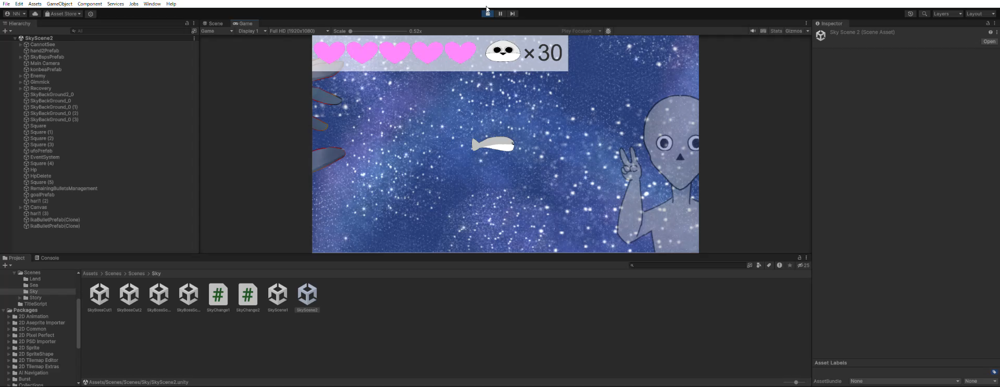 File Edit Assets GameObject Component Services Jobs Window Help
NN Asset Store Layers Layout
Hierarchy
All
SkyScene2
CannotSee
hand2Prefab
SkyBspsPrefab
Main Camera
konbeaPrefab
Enemy
Gimmick
Recovery
SkyBackGround2_0
SkyBackGround_0
SkyBackGround_0 (1)
SkyBackGround_0 (2)
SkyBackGround_0 (3)
Square
Square (1)
Square (2)
Square (3)
ufoPrefab
EventSystem
Square (4)
Hp
HpDelete
Square (5)
RemainingBulletsManagement
goalPrefab
hari1 (2)
Canvas
hari1 (3)
ikaBulletPrefab(Clone)
ikaBulletPrefab(Clone)
Scene Game
Game Display 1 Full HD (1920x1080) Scale 0.52x Play Focused Stats Gizmos
×30
Inspector
Sky Scene 2 (Scene Asset)
Open
Project Console
25
Scenes
Land
Sea
Sky
Story
TitleScript
Packages
2D Animation
2D Aseprite Importer
2D Common
2D Pixel Perfect
2D PSD Importer
2D Sprite
2D SpriteShape
2D Tilemap Editor
2D Tilemap Extras
AI Navigation
Burst
Collections
Assets > Scenes > Scenes > Sky
SkyBossCut1 SkyBossCut2 SkyBossSc... SkyBossSc... SkyChange1 SkyChange2 SkyScene1 SkyScene2
Assets/Scenes/Scenes/Sky/SkyScene2.unity
Asset Labels
AssetBundle None None